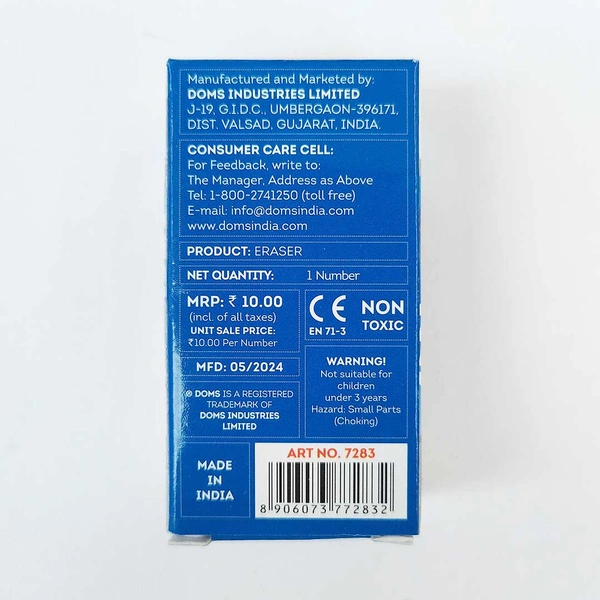 Manufactured and Marketed by:
DOMS INDUSTRIES LIMITED
J-19, G.I.D.C., UMBERGAON-396171,
DIST. VALSAD, GUJARAT, INDIA.
CONSUMER CARE CELL:
For Feedback, write to:
The Manager, Address as Above
Tel: 1-800-2741250 (toll free)
E-mail: info@domsindia.com
www.domsindia.com
PRODUCT: ERASER
NET QUANTITY: 1 Number
MRP: ₹ 10.00
(incl. of all taxes)
UNIT SALE PRICE:
₹10.00 Per Number
CE
EN 71-3
NON
TOXIC
MFD: 05/2024
® DOMS IS A REGISTERED
TRADEMARK OF
DOMS INDUSTRIES
LIMITED
WARNING!
Not suitable for
children
under 3 years
Hazard: Small Parts
(Choking)
MADE
IN
INDIA
ART NO. 7283
8 906073 772832